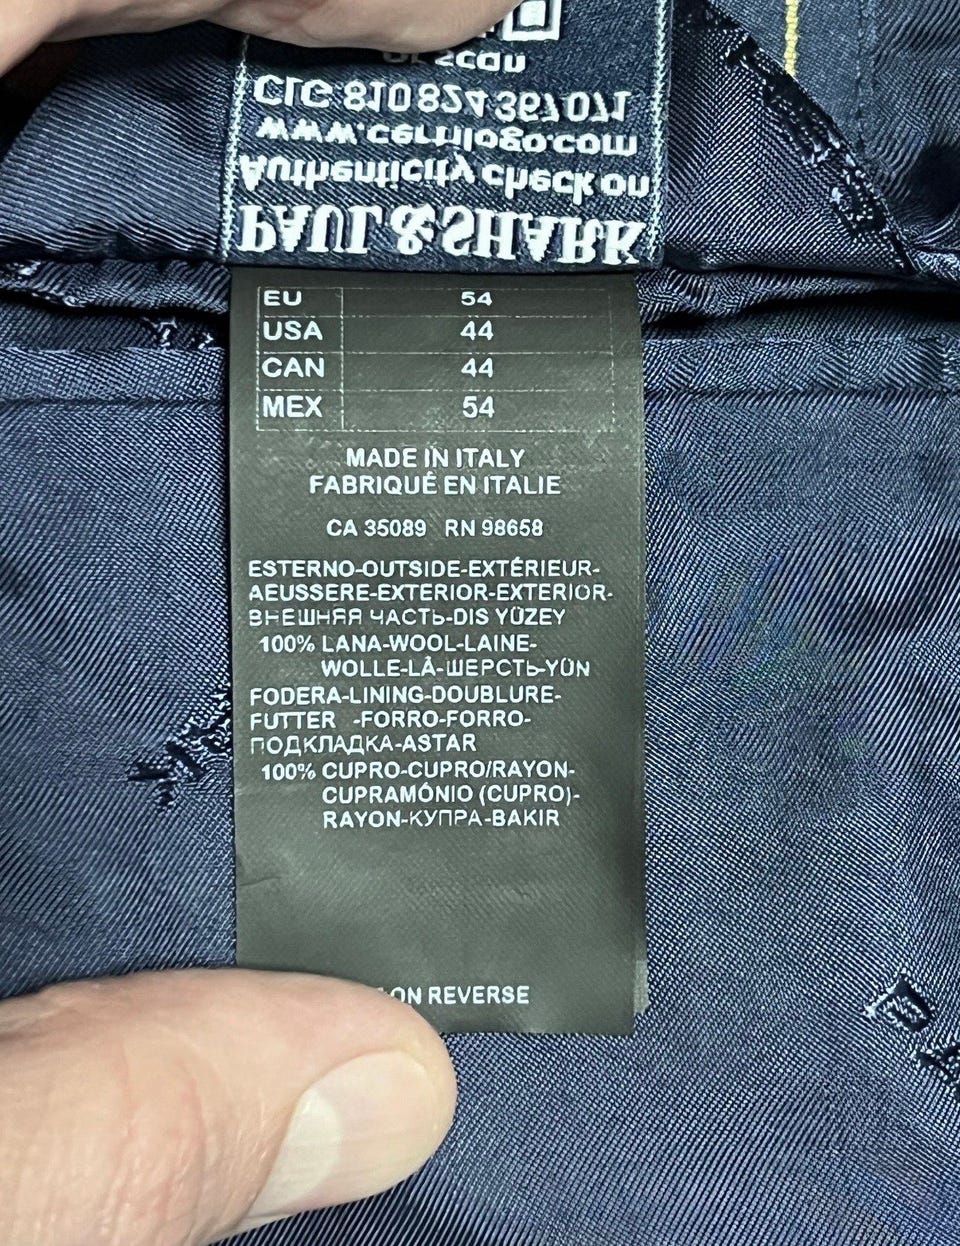 PAUL & SHARK
Authenticity check on
www.certilogo.com
CLG 810 824 367 071
or scan
EU 54
USA 44
CAN 44
MEX 54
MADE IN ITALY
FABRIQUÉ EN ITALIE
CA 35089 RN 98658
ESTERNO-OUTSIDE-EXTÉRIEUR-
AEUSSERE-EXTERIOR-EXTERIOR-
ВНЕШНЯЯ ЧАСТЬ-DIS YÜZEY
100% LANA-WOOL-LAINE-
WOLLE-LÃ-ШЕРСТЬ-YÜN
FODERA-LINING-DOUBLURE-
FUTTER -FORRO-FORRO-
ПОДКЛАДКА-ASTAR
100% CUPRO-CUPRO/RAYON-
CUPRAMÓNIO (CUPRO)-
RAYON-КУПРА-BAKIR
ON REVERSE